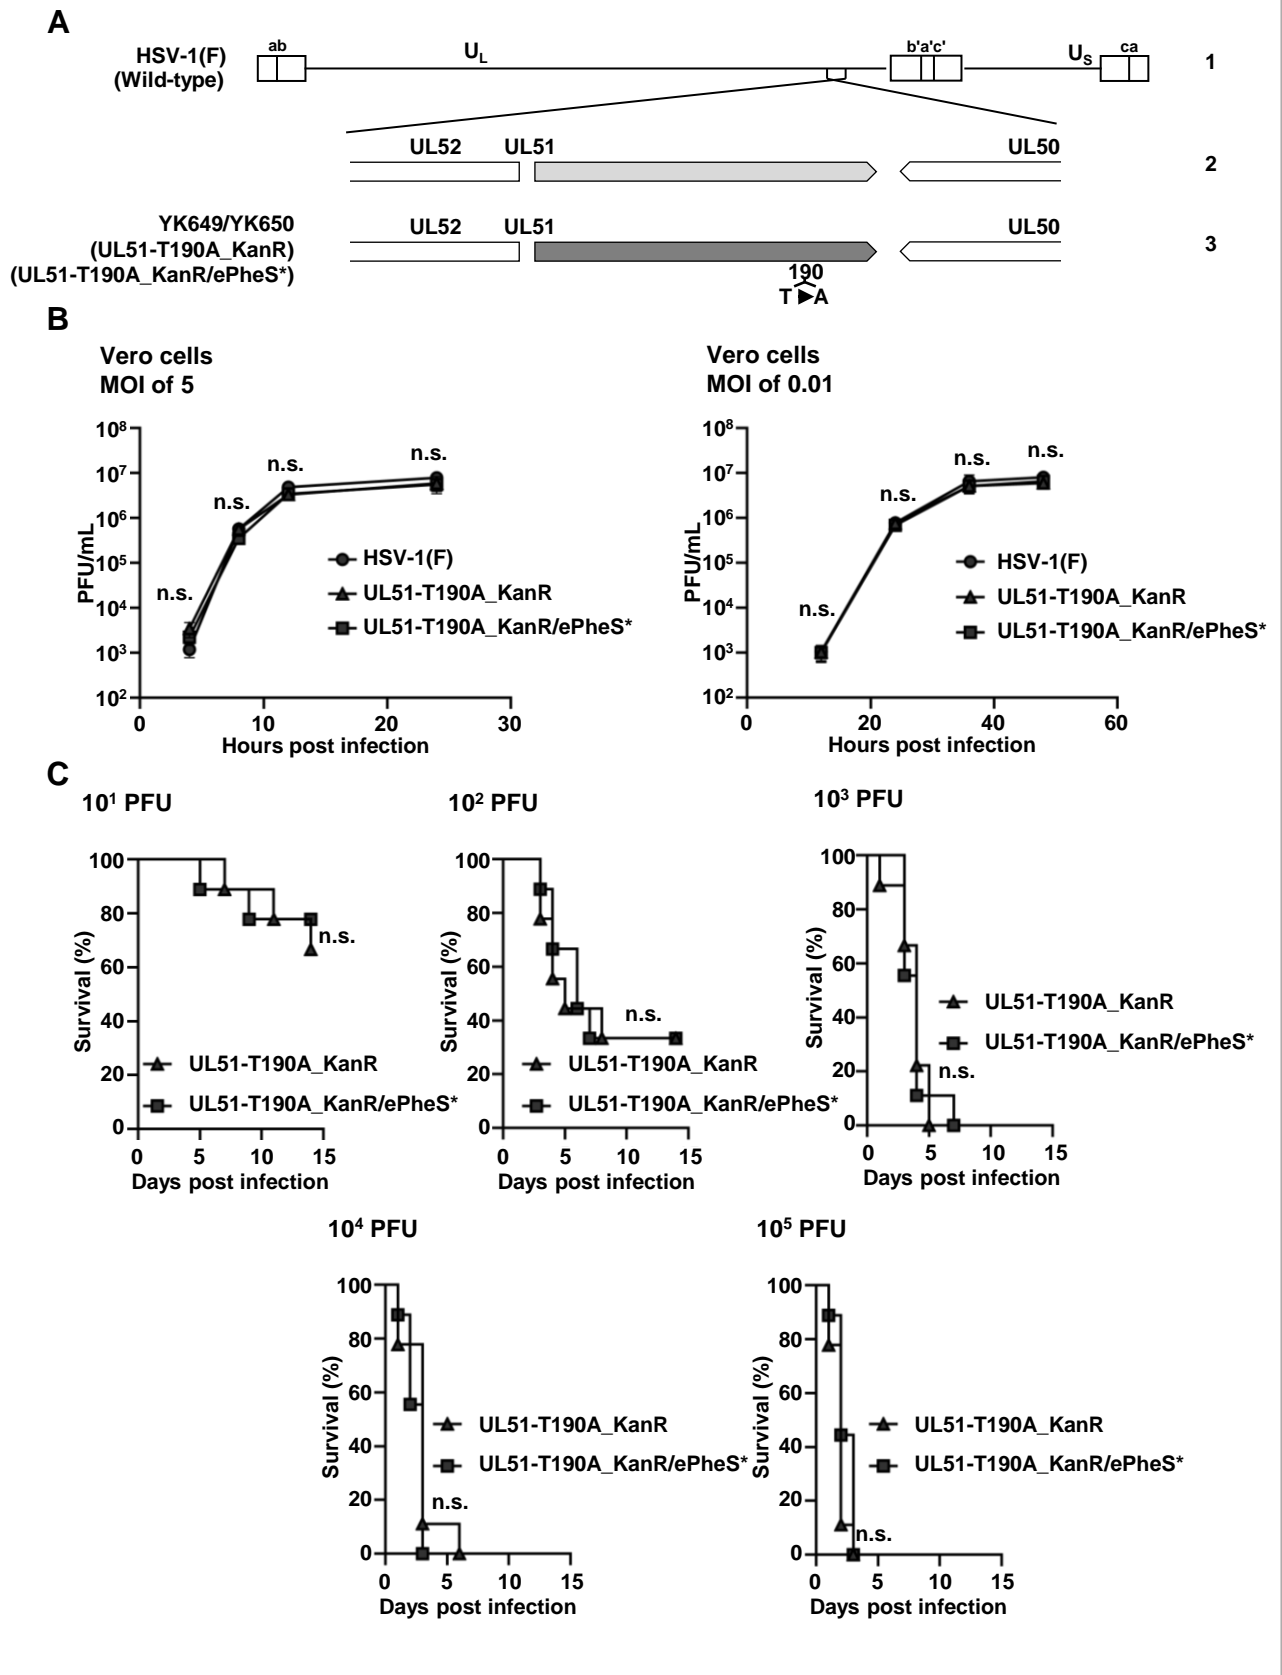 A
HSV-1(F)
(Wild-type)
ab
UL
b'a'c'
US
ca
1
UL52
UL51
UL50
2
YK649/YK650
(UL51-T190A_KanR)
(UL51-T190A_KanR/ePheS*)
UL52
UL51
UL50
3
190
T ▶A
B
Vero cells
MOI of 5
10⁸
10⁷
10⁶
10⁵
10⁴
10³
10²
PFU/mL
n.s.
n.s.
n.s.
n.s.
HSV-1(F)
UL51-T190A_KanR
UL51-T190A_KanR/ePheS*
0 10 20 30
Hours post infection
Vero cells
MOI of 0.01
10⁸
10⁷
10⁶
10⁵
10⁴
10³
10²
PFU/mL
n.s.
n.s.
n.s.
n.s.
HSV-1(F)
UL51-T190A_KanR
UL51-T190A_KanR/ePheS*
0 20 40 60
Hours post infection
C
10¹ PFU
100
80
60
40
20
0
Survival (%)
n.s.
UL51-T190A_KanR
UL51-T190A_KanR/ePheS*
0 5 10 15
Days post infection
10² PFU
100
80
60
40
20
0
Survival (%)
n.s.
UL51-T190A_KanR
UL51-T190A_KanR/ePheS*
0 5 10 15
Days post infection
10³ PFU
100
80
60
40
20
0
Survival (%)
UL51-T190A_KanR
UL51-T190A_KanR/ePheS*
n.s.
0 5 10 15
Days post infection
10⁴ PFU
100
80
60
40
20
0
Survival (%)
UL51-T190A_KanR
UL51-T190A_KanR/ePheS*
n.s.
0 5 10 15
Days post infection
10⁵ PFU
100
80
60
40
20
0
Survival (%)
UL51-T190A_KanR
UL51-T190A_KanR/ePheS*
n.s.
0 5 10 15
Days post infection